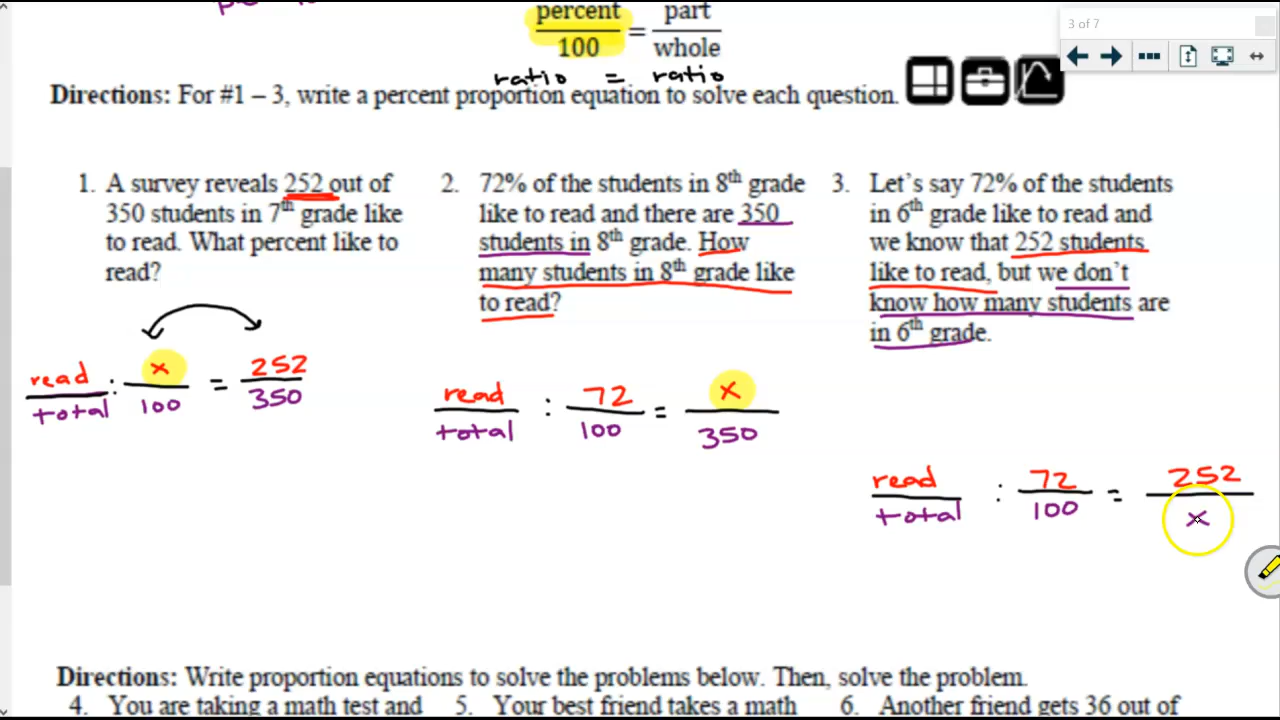 percent / 100 = part / whole
ratio = ratio
Directions: For #1 – 3, write a percent proportion equation to solve each question.
1. A survey reveals 252 out of
350 students in 7th grade like
to read. What percent like to
read?
read / total : x / 100 = 252 / 350
2. 72% of the students in 8th grade
like to read and there are 350
students in 8th grade. How
many students in 8th grade like
to read?
read / total : 72 / 100 = x / 350
3. Let's say 72% of the students
in 6th grade like to read and
we know that 252 students
like to read, but we don't
know how many students are
in 6th grade.
read / total : 72 / 100 = 252 / x
Directions: Write proportion equations to solve the problems below. Then, solve the problem.
4. You are taking a math test and
5. Your best friend takes a math
6. Another friend gets 36 out of
3 of 7